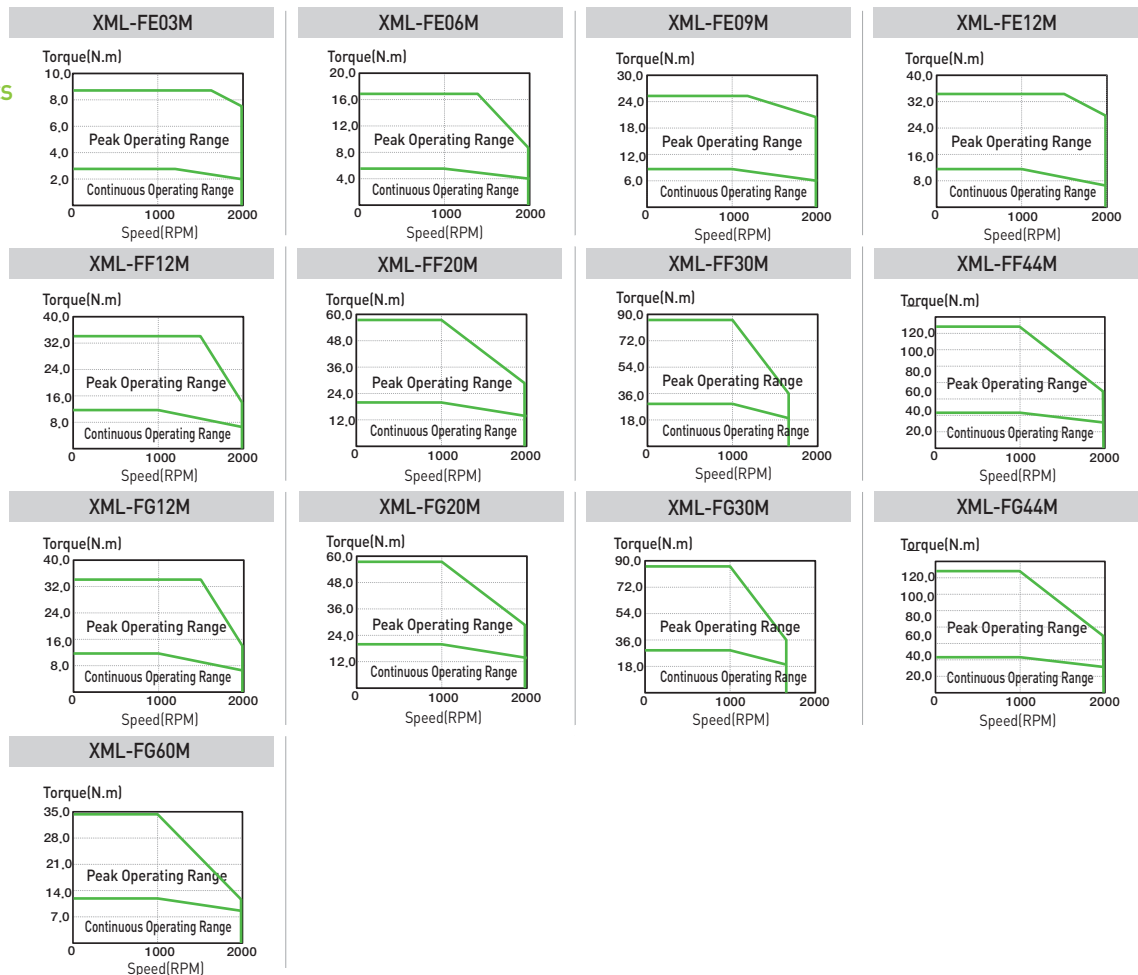 s
XML-FE03M
Torque(N.m)
10,0
8,0
6,0
4,0
2,0
Peak Operating Range
Continuous Operating Range
0 1000 2000
Speed(RPM)
XML-FE06M
Torque(N.m)
20,0
16,0
12,0
8,0
4,0
Peak Operating Range
Continuous Operating Range
0 1000 2000
Speed(RPM)
XML-FE09M
Torque(N.m)
30,0
24,0
18,0
12,0
6,0
Peak Operating Range
Continuous Operating Range
0 1000 2000
Speed(RPM)
XML-FE12M
Torque(N.m)
40,0
32,0
24,0
16,0
8,0
Peak Operating Range
Continuous Operating Range
0 1000 2000
Speed(RPM)
XML-FF12M
Torque(N.m)
40,0
32,0
24,0
16,0
8,0
Peak Operating Range
Continuous Operating Range
0 1000 2000
Speed(RPM)
XML-FF20M
Torque(N.m)
60,0
48,0
36,0
24,0
12,0
Peak Operating Range
Continuous Operating Range
0 1000 2000
Speed(RPM)
XML-FF30M
Torque(N.m)
90,0
72,0
54,0
36,0
18,0
Peak Operating Range
Continuous Operating Range
0 1000 2000
Speed(RPM)
XML-FF44M
Torque(N.m)
120,0
100,0
80,0
60,0
40,0
20,0
Peak Operating Range
Continuous Operating Range
0 1000 2000
Speed(RPM)
XML-FG12M
Torque(N.m)
40,0
32,0
24,0
16,0
8,0
Peak Operating Range
Continuous Operating Range
0 1000 2000
Speed(RPM)
XML-FG20M
Torque(N.m)
60,0
48,0
36,0
24,0
12,0
Peak Operating Range
Continuous Operating Range
0 1000 2000
Speed(RPM)
XML-FG30M
Torque(N.m)
90,0
72,0
54,0
36,0
18,0
Peak Operating Range
Continuous Operating Range
0 1000 2000
Speed(RPM)
XML-FG44M
Torque(N.m)
120,0
100,0
80,0
60,0
40,0
20,0
Peak Operating Range
Continuous Operating Range
0 1000 2000
Speed(RPM)
XML-FG60M
Torque(N.m)
35,0
28,0
21,0
14,0
7,0
Peak Operating Range
Continuous Operating Range
0 1000 2000
Speed(RPM)